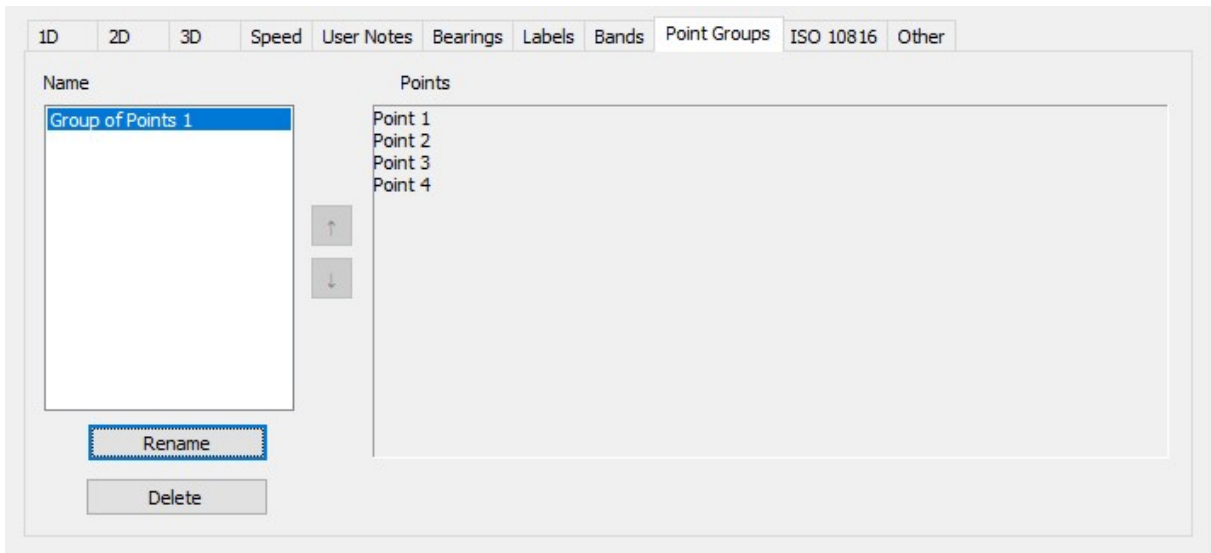 1D 2D 3D Speed User Notes Bearings Labels Bands Point Groups ISO 10816 Other
Name Points
Group of Points 1
Point 1
Point 2
Point 3
Point 4
↑
↓
Rename
Delete